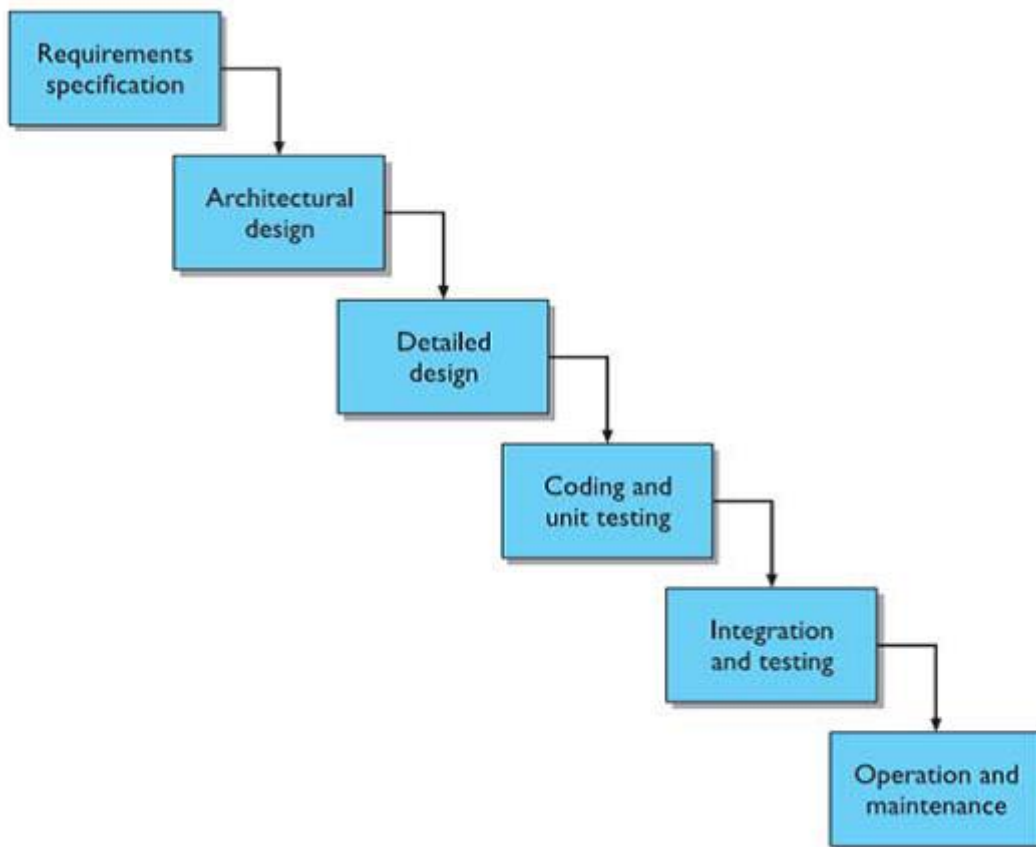 Requirements
specification
Architectural
design
Detailed
design
Coding and
unit testing
Integration
and testing
Operation and
maintenance